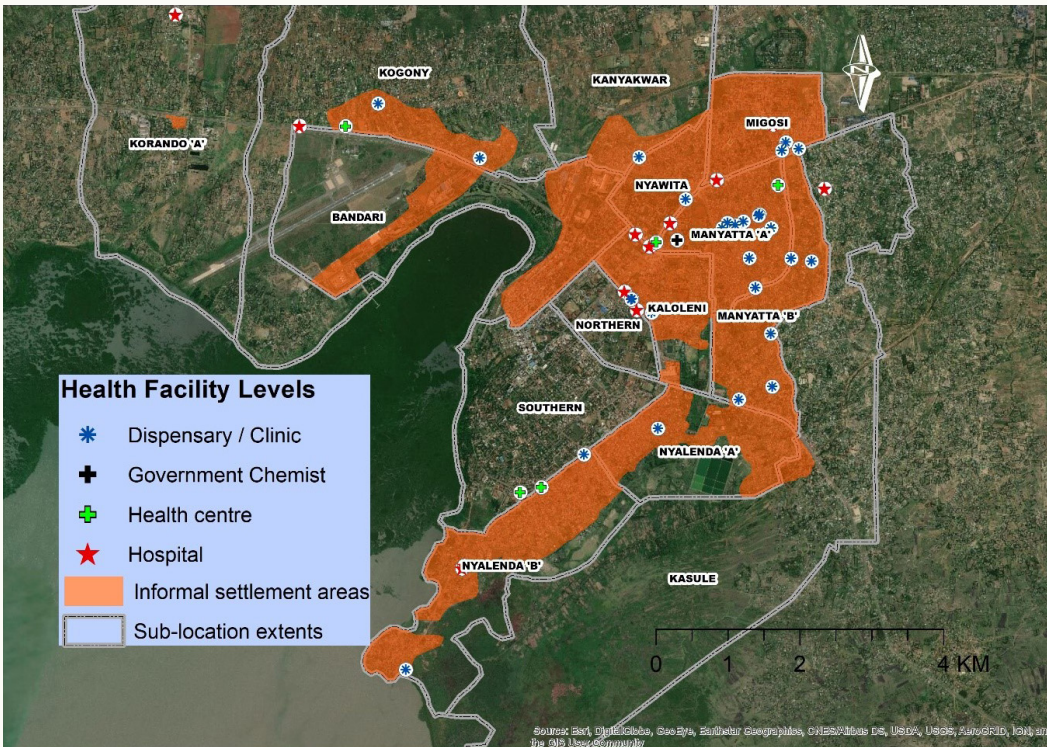 KOGONY
KANYAKWAR
N
MIGOSI
KORANDO 'A'
NYAWITA
BANDARI
MANYATTA 'A'
KALOLENI
MANYATTA 'B'
NORTHERN
SOUTHERN
NYALENDA 'A'
NYALENDA 'B'
KASULE
Health Facility Levels
Dispensary / Clinic
Government Chemist
Health centre
Hospital
Informal settlement areas
Sub-location extents
0 1 2 4 KM
Source: Esri, DigitalGlobe, GeoEye, Earthstar Geographics, CNES/Airbus DS, USDA, USGS, AeroGRID, IGN, and
the GIS User Community